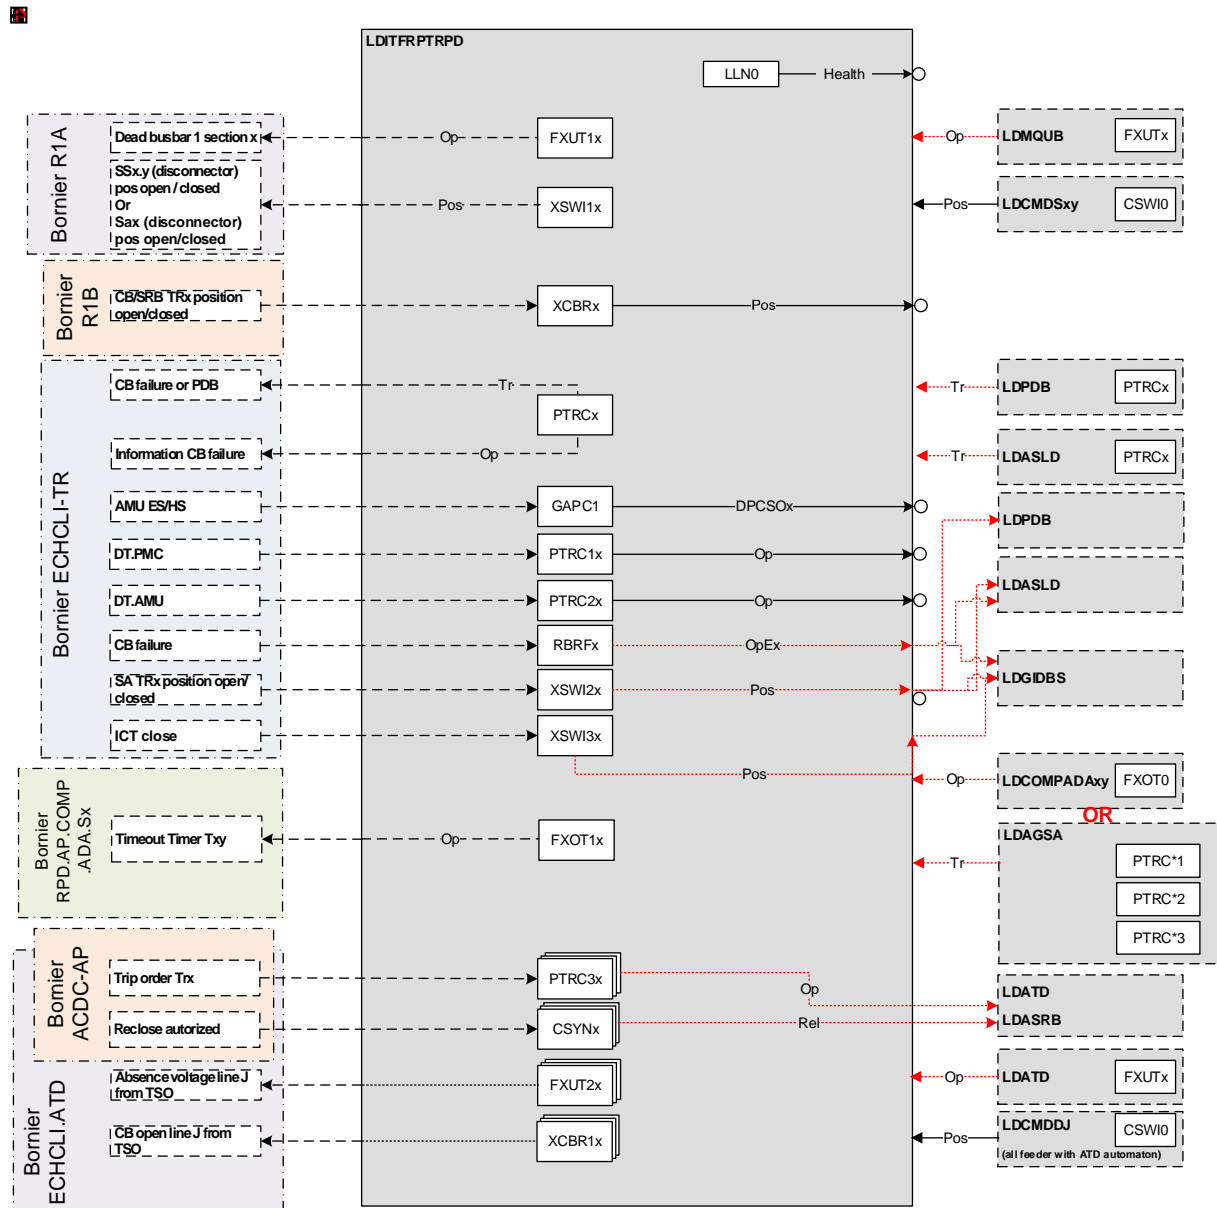 LDITFRPTRPD
LLN0
Health
Bornier R1A
Dead busbar 1 section x
Op
FXUT1x
Op
LDMQUB
FXUTx
SSx.y (disconnector)
pos open / closed
Or
Sax (disconnector)
pos open/closed
Pos
XSWI1x
Pos
LDCMDSxy
CSWI0
Bornier
R1B
CB/SRB TRx position
open/closed
XCBRx
Pos
Bornier ECHCLI-TR
CB failure or PDB
Tr
PTRCx
Tr
LDPDB
PTRCx
Information CB failure
Op
Tr
LDASLD
PTRCx
AMU ES/HS
GAPC1
DPCSOx
LDPDB
DT.PMC
PTRC1x
Op
DT.AMU
PTRC2x
Op
LDASLD
CB failure
RBRFx
OpEx
SA TRx position open/
closed
XSWI2x
Pos
LDGIDBS
ICT close
XSWI3x
Pos
Op
LDCOMPADAxy
FXOT0
OR
Bornier
RPD.AP.COMP
.ADA.Sx
Timeout Timer Txy
Op
FXOT1x
Tr
LDAGSA
PTRC*1
PTRC*2
PTRC*3
Bornier
ACDC-AP
Trip order Trx
PTRC3x
Op
LDATD
Reclose autorized
CSYNx
Rel
LDASRB
Bornier
ECHCLI.ATD
Absence voltage line J
from TSO
FXUT2x
Op
LDATD
FXUTx
CB open line J from
TSO
XCBR1x
Pos
LDCMDDJ
CSWI0
(all feeder with ATD automaton)